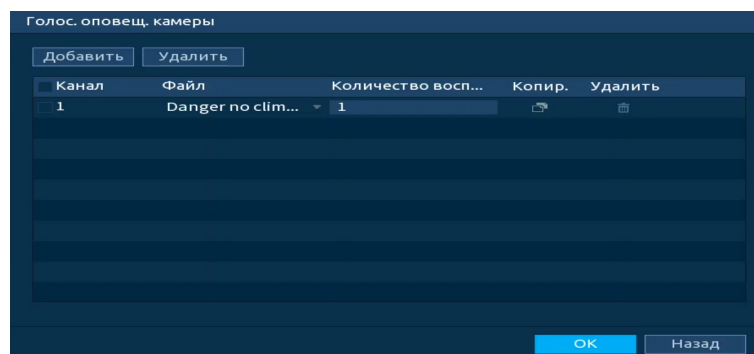 Голос. оповещ. камеры
Добавить Удалить
Канал Файл Количество восп... Копир. Удалить
1 Danger no clim... 1
OK Назад